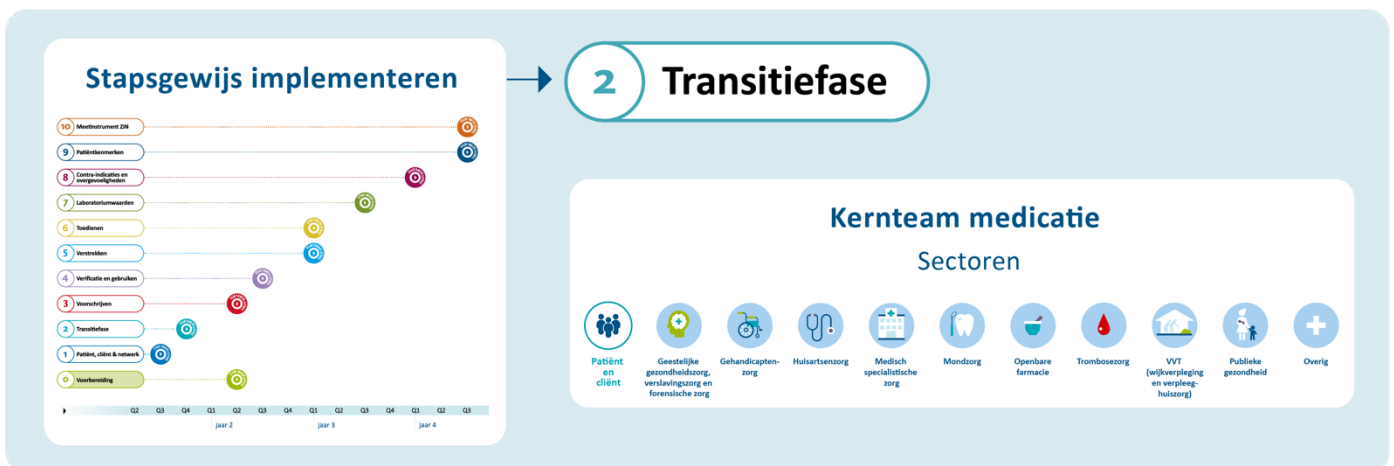 Stapsgewijs implementeren
10 Meetinstrument ZiN
9 Patiëntkenmerken
8 Contra-indicaties en
overgevoeligheden
7 Laboratoriumwaarden
6 Toedienen
5 Verstrekken
4 Verificatie en gebruiken
3 Voorschrijven
2 Transitiefase
1 Patiënt, cliënt & netwerk
0 Voorbereiding
Q2 Q3 Q4 Q1 Q2 Q3 Q4 Q1 Q2 Q3 Q4 Q1 Q2 Q3
jaar 2 jaar 3 jaar 4
2 Transitiefase
Kernteam medicatie
Sectoren
Patiënt
en
cliënt
Geestelijke
gezondheidszorg,
verslavingszorg en
forensische zorg
Gehandicapten-
zorg
Huisartsenzorg
Medisch
specialistische
zorg
Mondzorg
Openbare
farmacie
Trombosezorg
VVT
(wijkverpleging
en verpleeg-
huiszorg)
Publieke
gezondheid
Overig